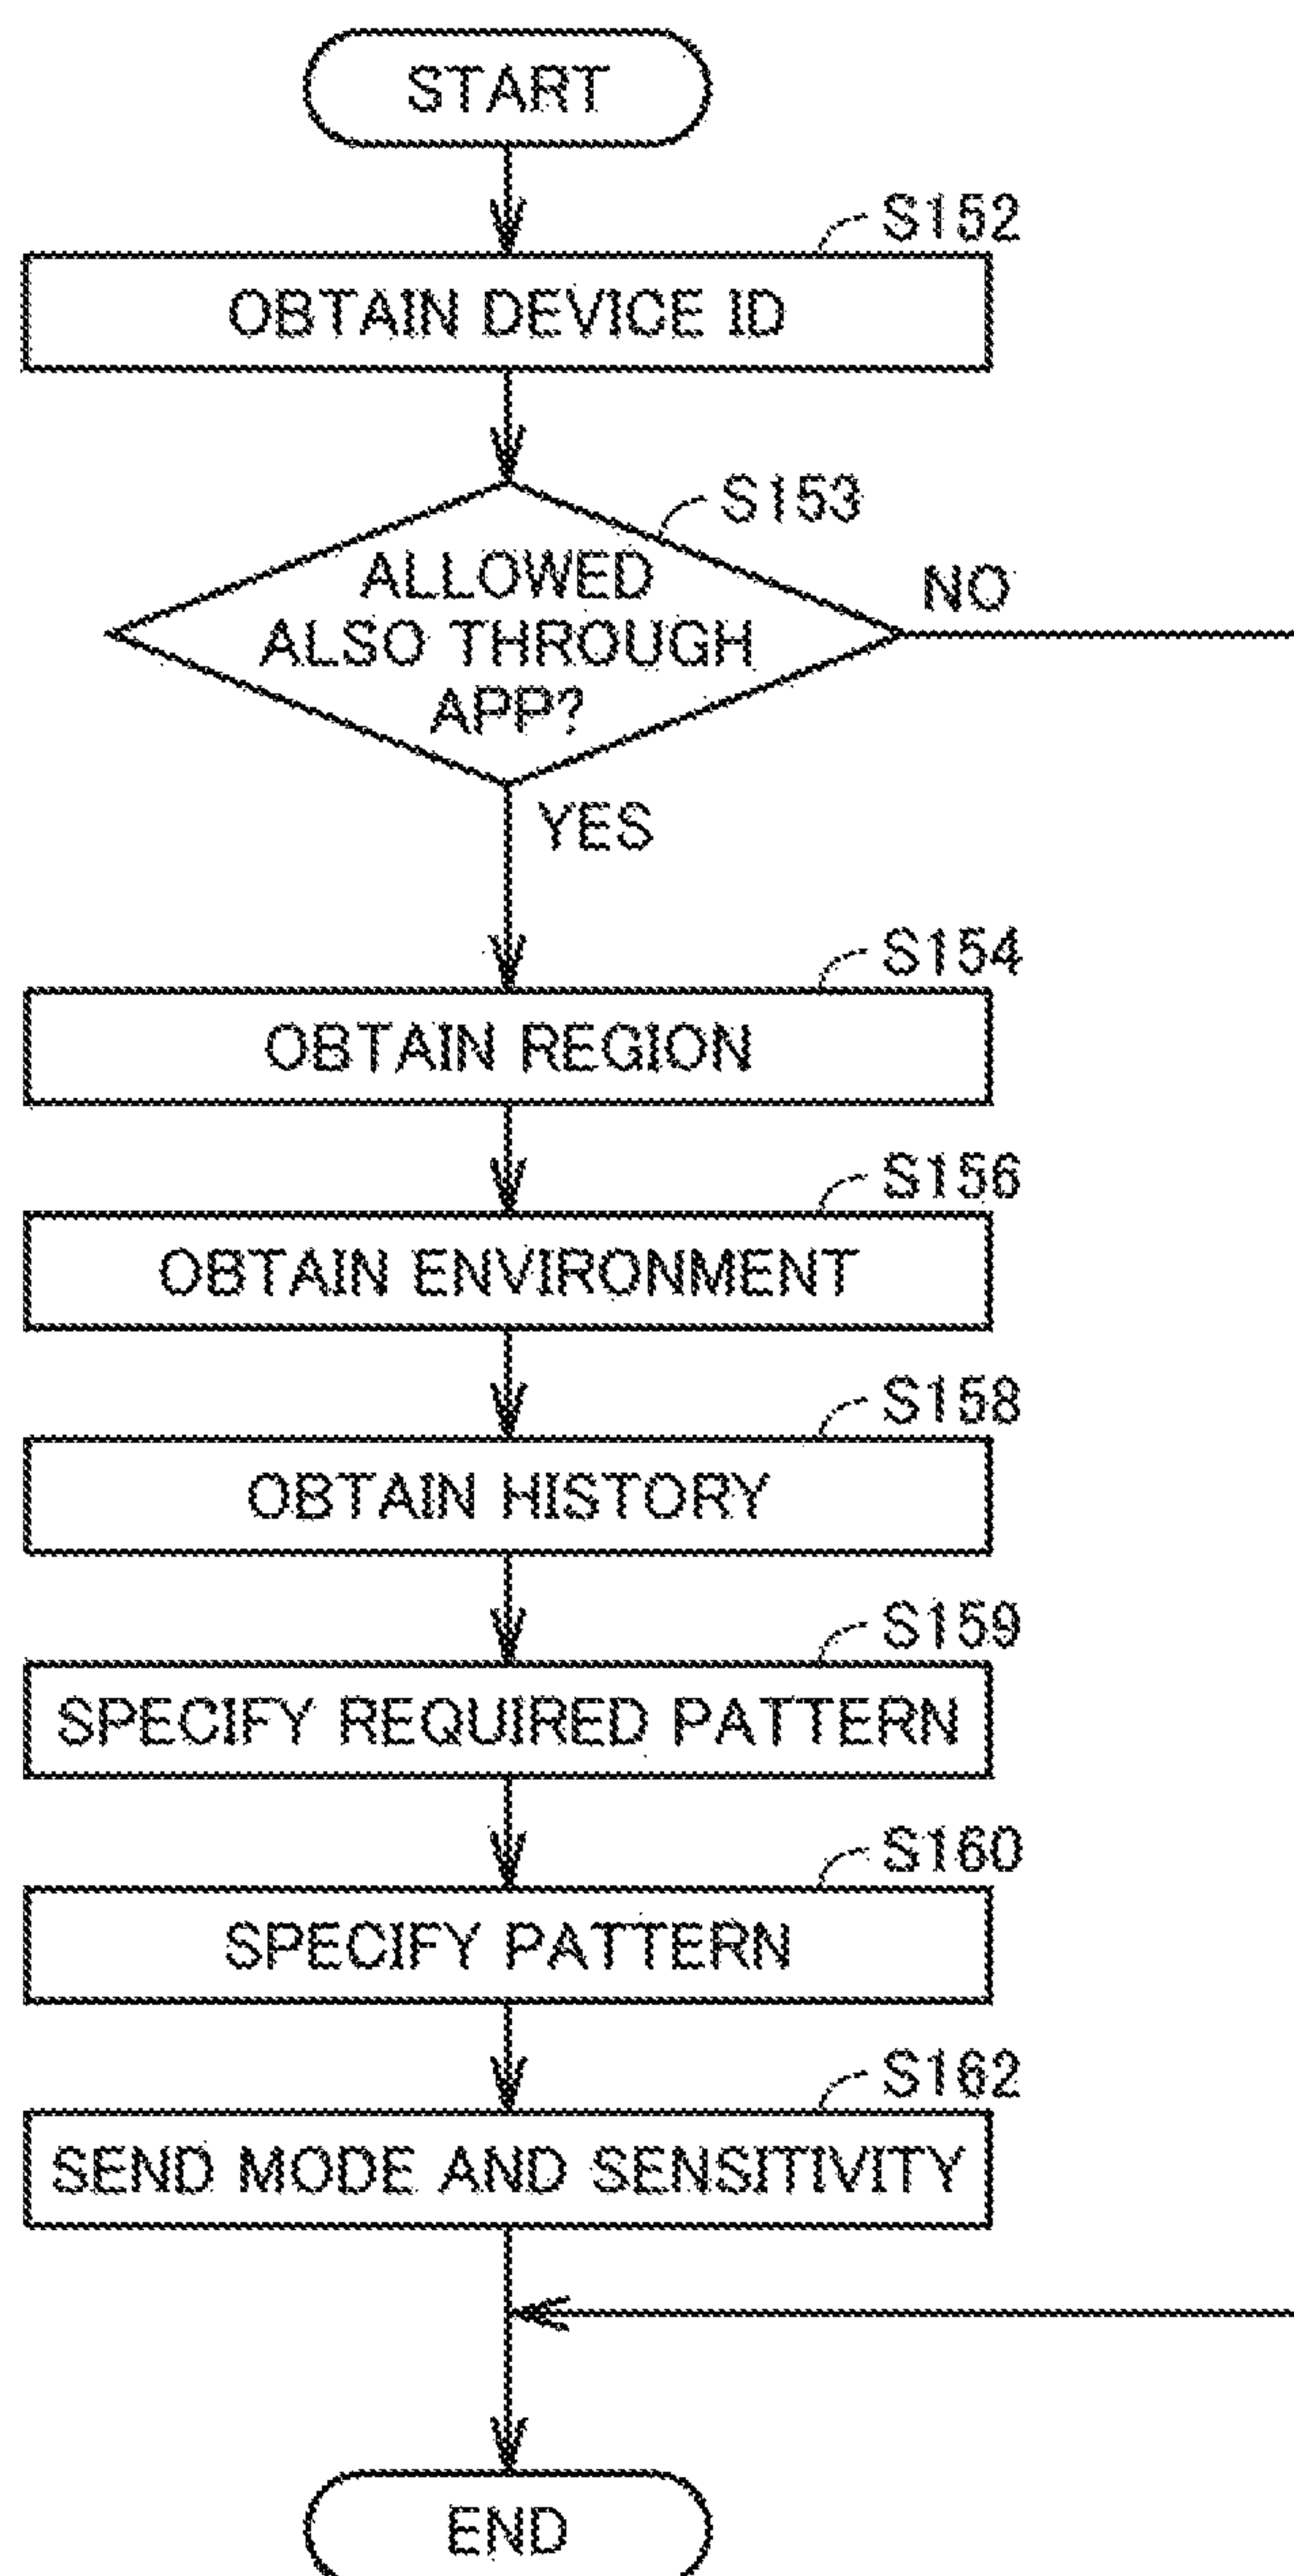 START
S152
OBTAIN DEVICE ID
S153
ALLOWED
ALSO THROUGH
APP?
NO
YES
S154
OBTAIN REGION
S156
OBTAIN ENVIRONMENT
S158
OBTAIN HISTORY
S159
SPECIFY REQUIRED PATTERN
S160
SPECIFY PATTERN
S162
SEND MODE AND SENSITIVITY
END